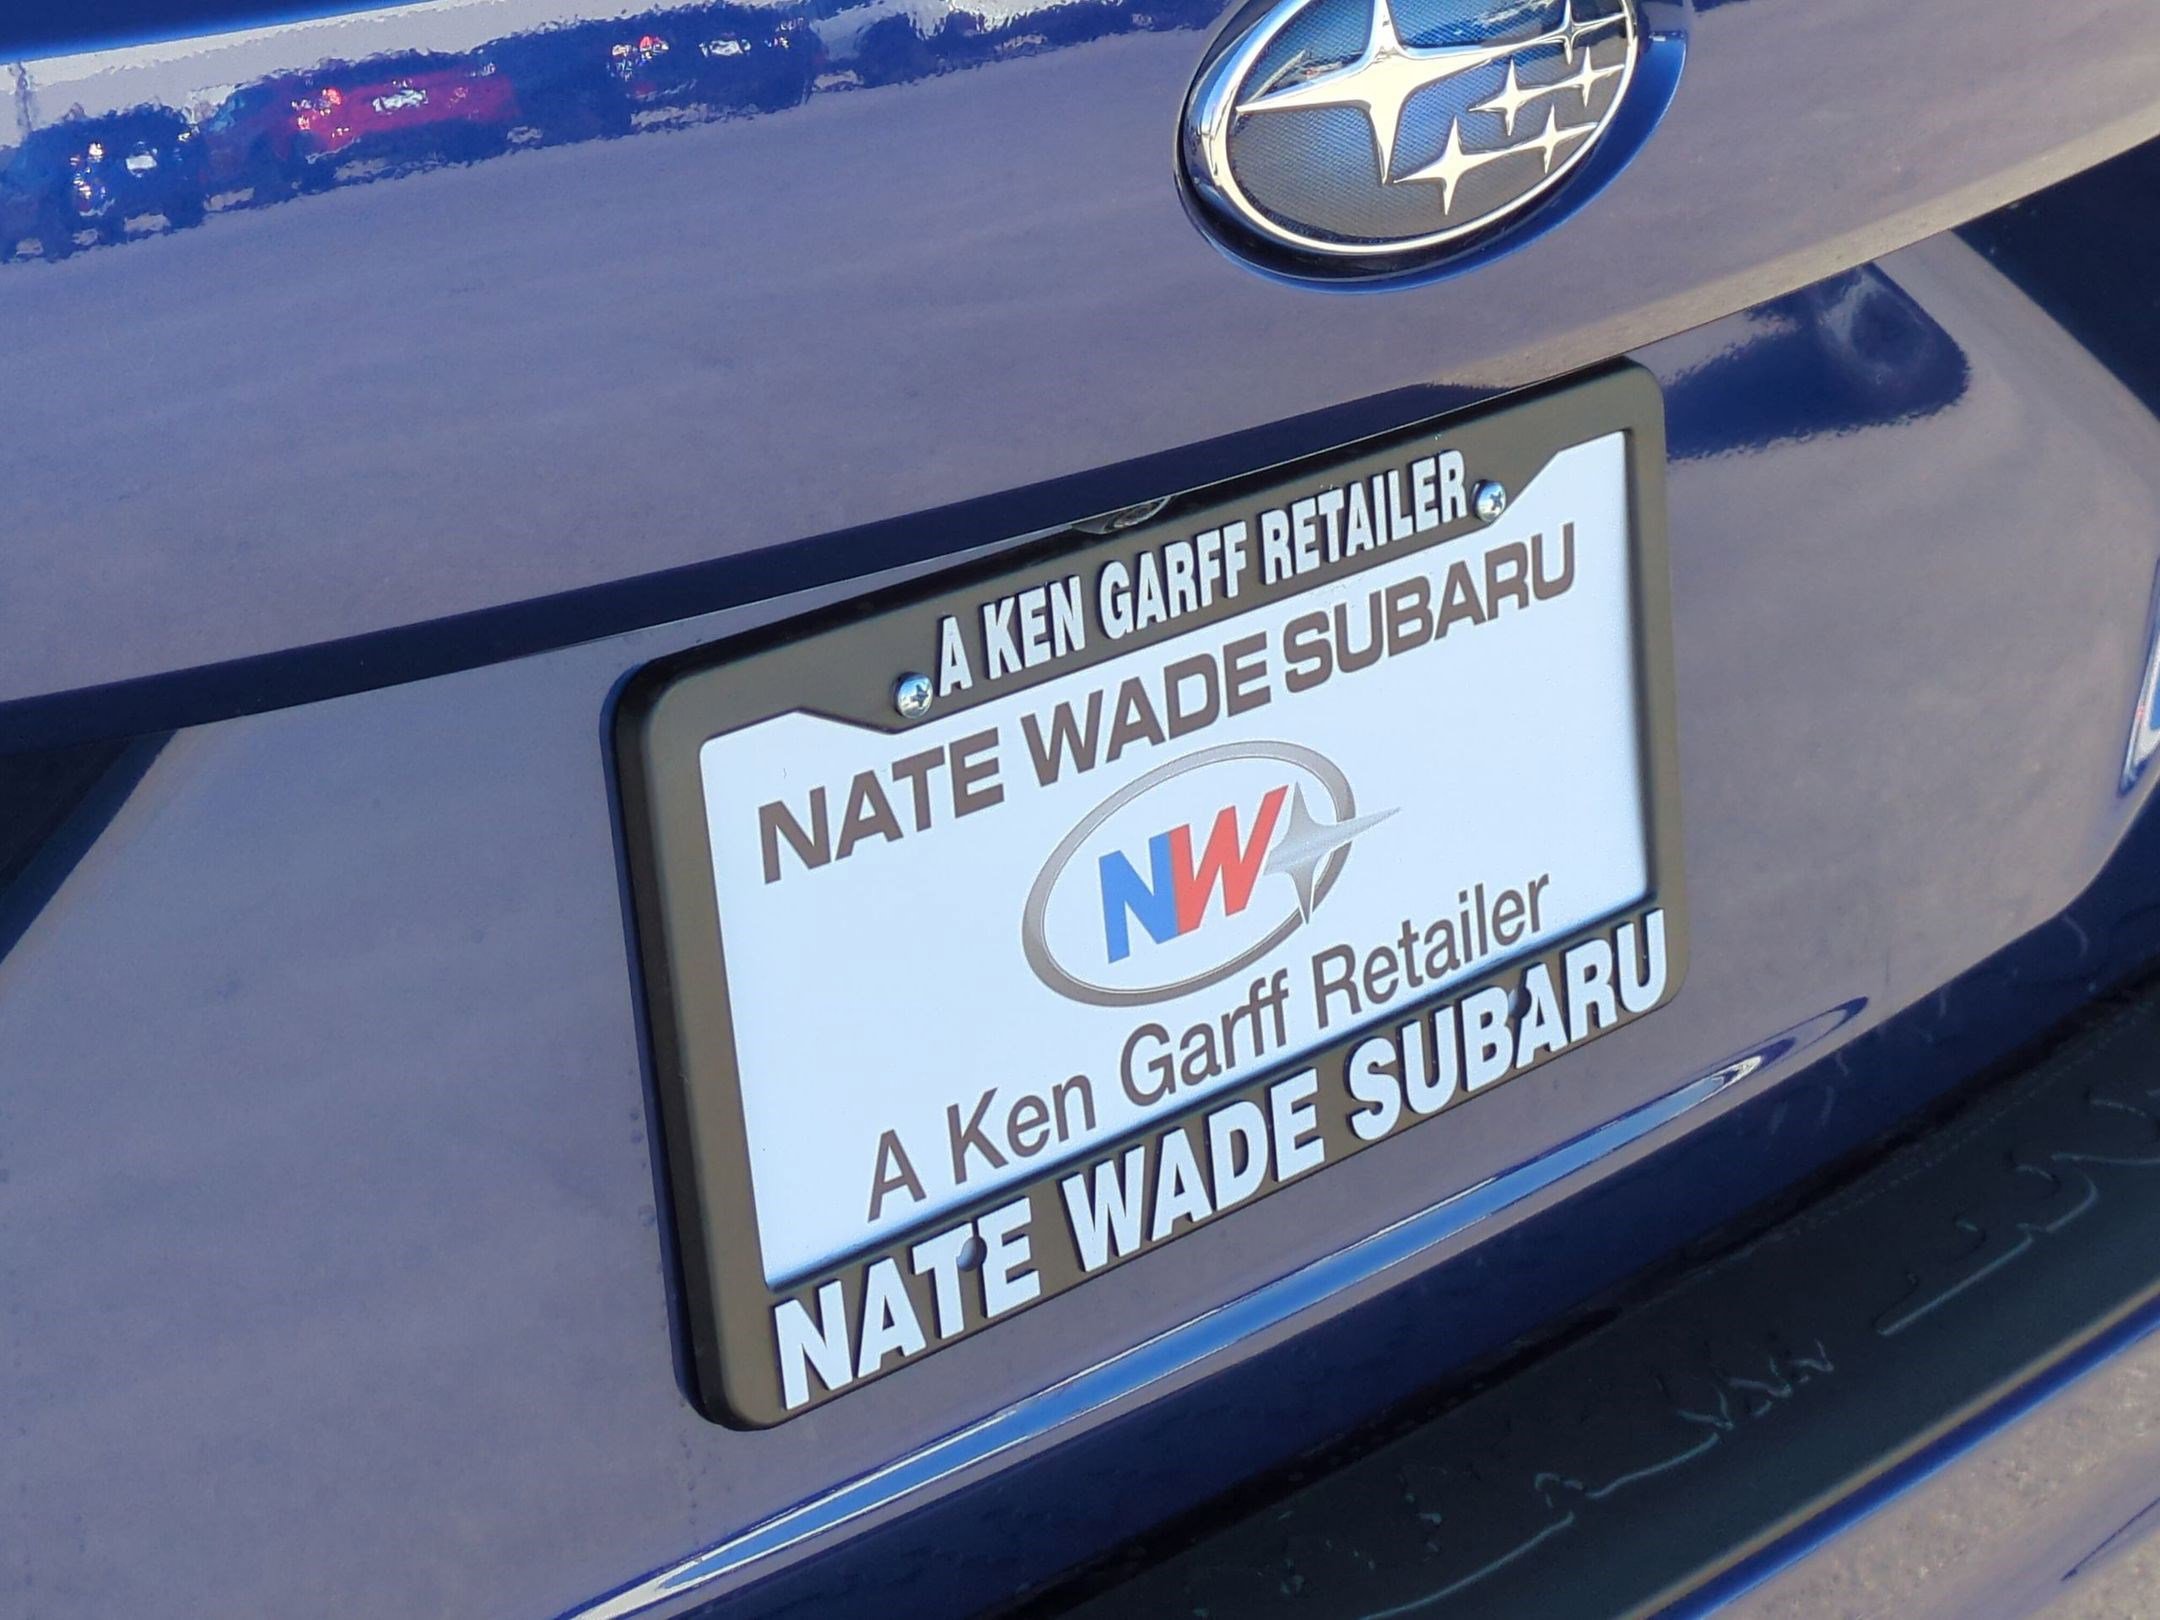 A KEN GARFF RETAILER
NATE WADE SUBARU
NW
A Ken Garff Retailer
NATE WADE SUBARU